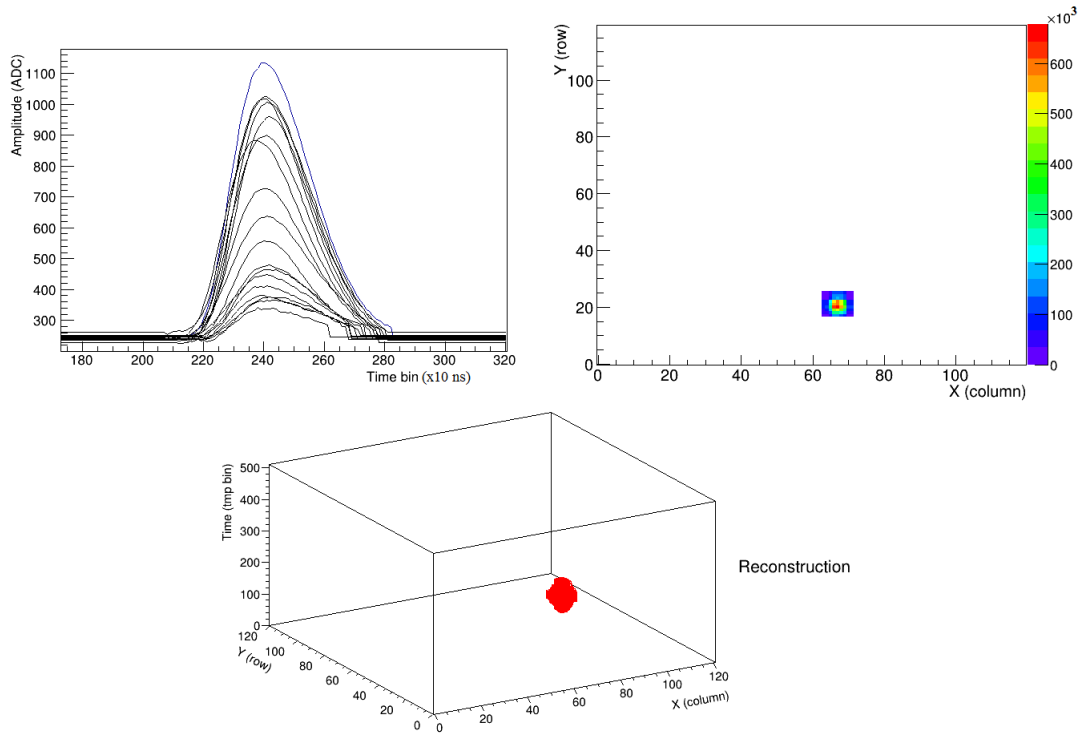 Amplitude (ADC)
1100
1000
900
800
700
600
500
400
300
180 200 220 240 260 280 300 320
Time bin (x10 ns)
Y (row)
100
80
60
40
20
0
0 20 40 60 80 100
X (column)
×10³
600
500
400
300
200
100
0
Time (tmp bin)
500
400
300
200
100
0
120 100 80 60 40 20 0
Y (row)
0 20 40 60 80 100 120
X (column)
Reconstruction